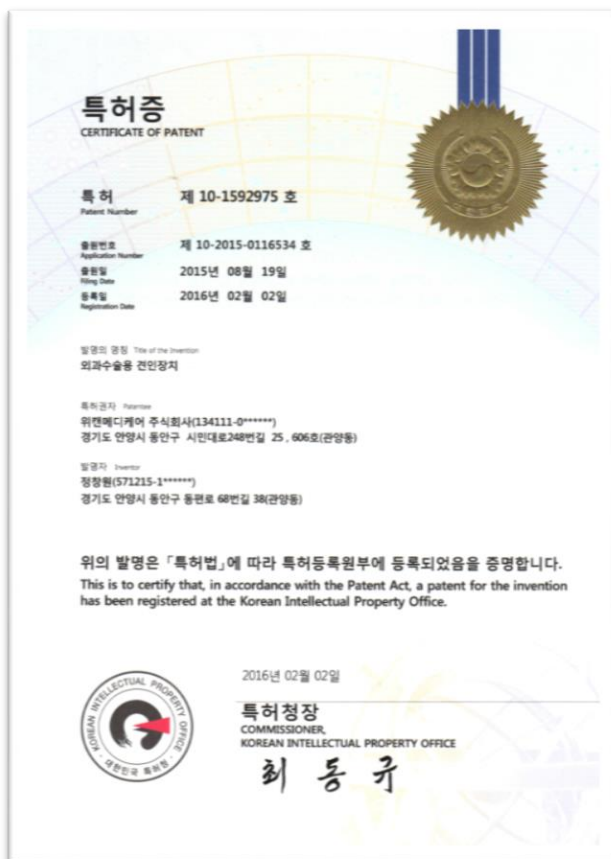 특허증
CERTIFICATE OF PATENT
특 허 제 10-1592975 호
Patent Number
출원번호 제 10-2015-0116534 호
Application Number
출원일 2015년 08월 19일
Filing Date
등록일 2016년 02월 02일
Registration Date
발명의 명칭 Title of the Invention
외과수술용 견인장치
특허권자 Patentee
위캔메디케어 주식회사(134111-0******)
경기도 안양시 동안구 시민대로248번길 25 , 606호(관양동)
발명자 Inventor
정창원(571215-1******)
경기도 안양시 동안구 동편로 68번길 38(관양동)
위의 발명은 「특허법」에 따라 특허등록원부에 등록되었음을 증명합니다.
This is to certify that, in accordance with the Patent Act, a patent for the invention
has been registered at the Korean Intellectual Property Office.
2016년 02월 02일
특허청장
COMMISSIONER,
KOREAN INTELLECTUAL PROPERTY OFFICE
최 동 규
KOREAN INTELLECTUAL PROPERTY OFFICE
대한민국 특허청